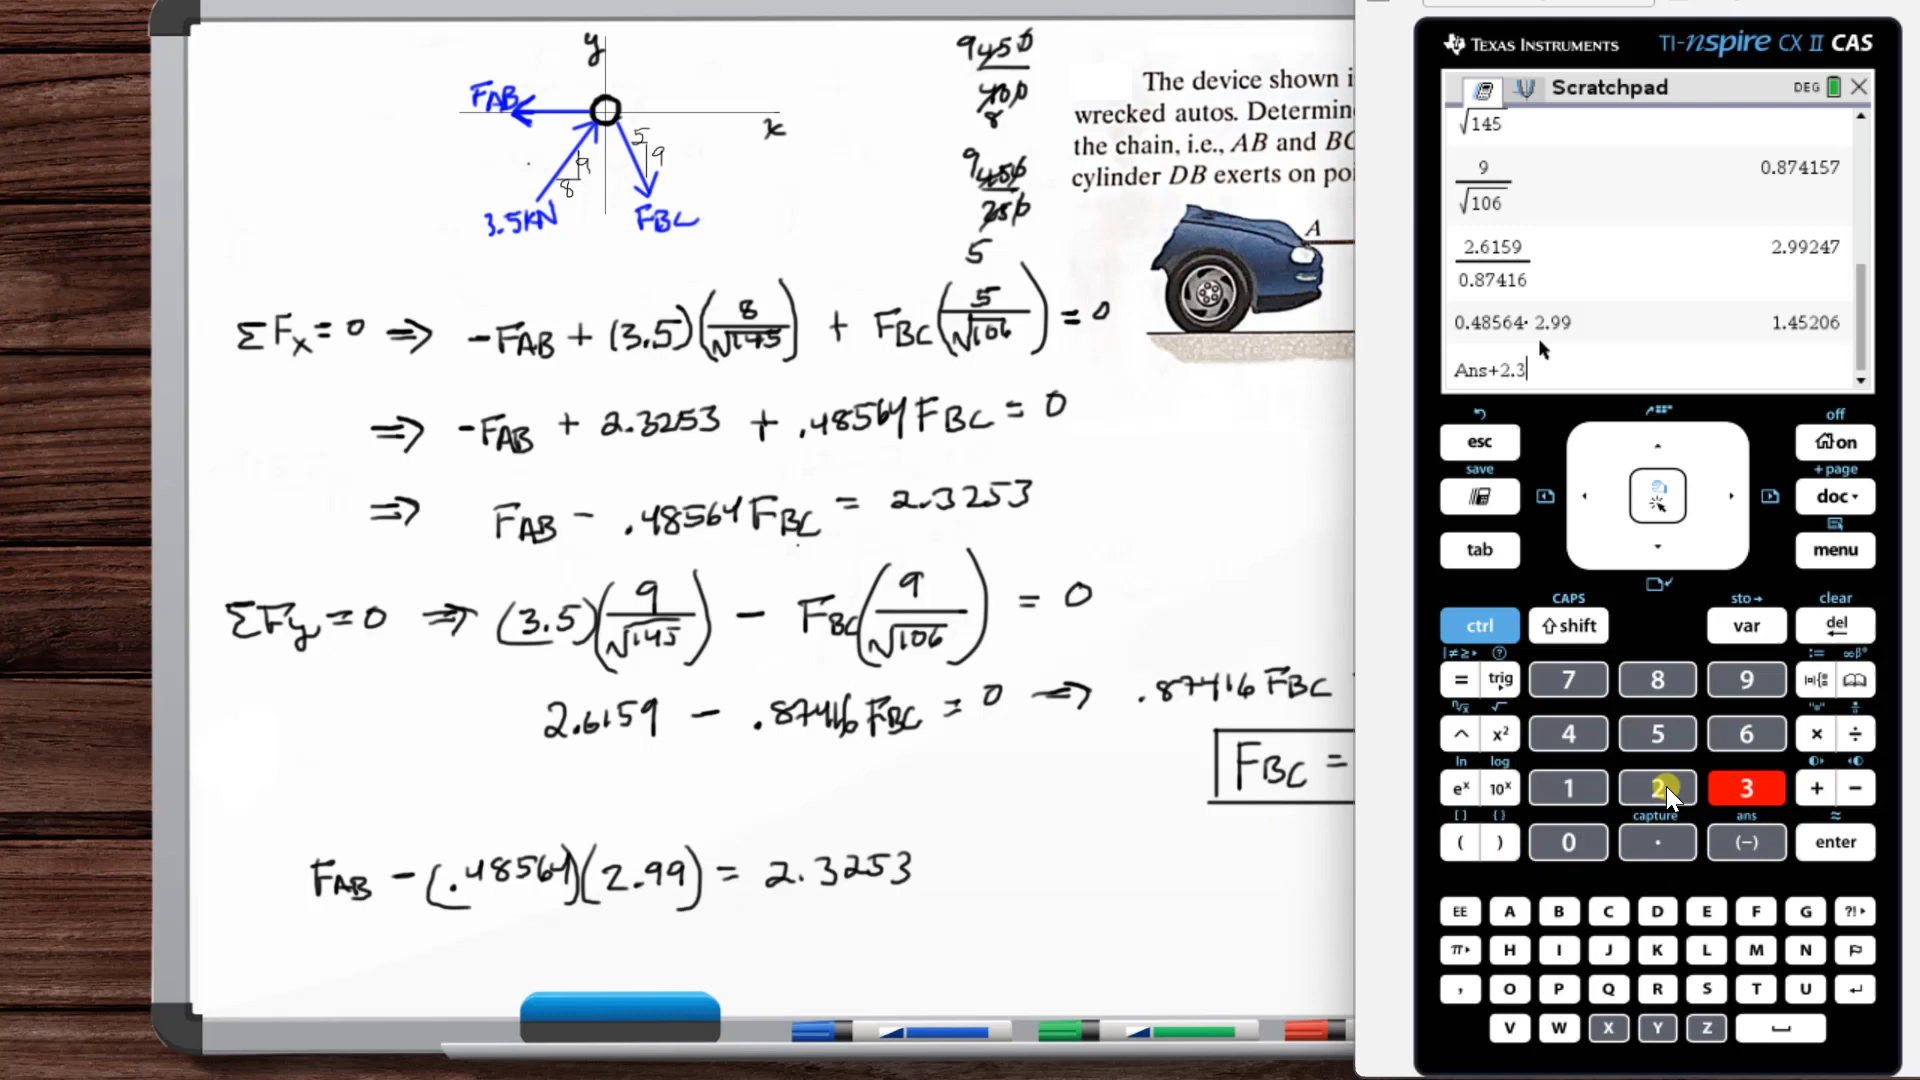 y
x
FAB
5
9
9
8
3.5KN
FBC
9 450
400
8
9 450
250
5
The device shown i
wrecked autos. Determin
the chain, i.e., AB and BC
cylinder DB exerts on poi
A
ΣFx = 0 ⇒ -FAB + (3.5)(8/√145) + FBC(5/√106) = 0
⇒ -FAB + 2.3253 + .48564 FBC = 0
⇒ FAB - .48564 FBC = 2.3253
ΣFy = 0 ⇒ (3.5)(9/√145) - FBC(9/√106) = 0
2.6159 - .87416 FBC = 0 ⇒ .87416 FBC
FBC =
FAB - (.48564)(2.99) = 2.3253
TEXAS INSTRUMENTS TI-nspire CX II CAS
Scratchpad DEG
√145
9/√106 0.874157
2.6159/0.87416 2.99247
0.48564· 2.99 1.45206
Ans+2.3
off
esc on
save + page
doc
tab menu
CAPS sto→ clear
ctrl shift var del
= trig 7 8 9
^ x² 4 5 6 × ÷
ln log
eˣ 10ˣ 1 2 3 + −
[ ] { } capture ans ≈
( ) 0 . (−) enter
EE A B C D E F G ?!
π H I J K L M N
, O P Q R S T U
V W X Y Z